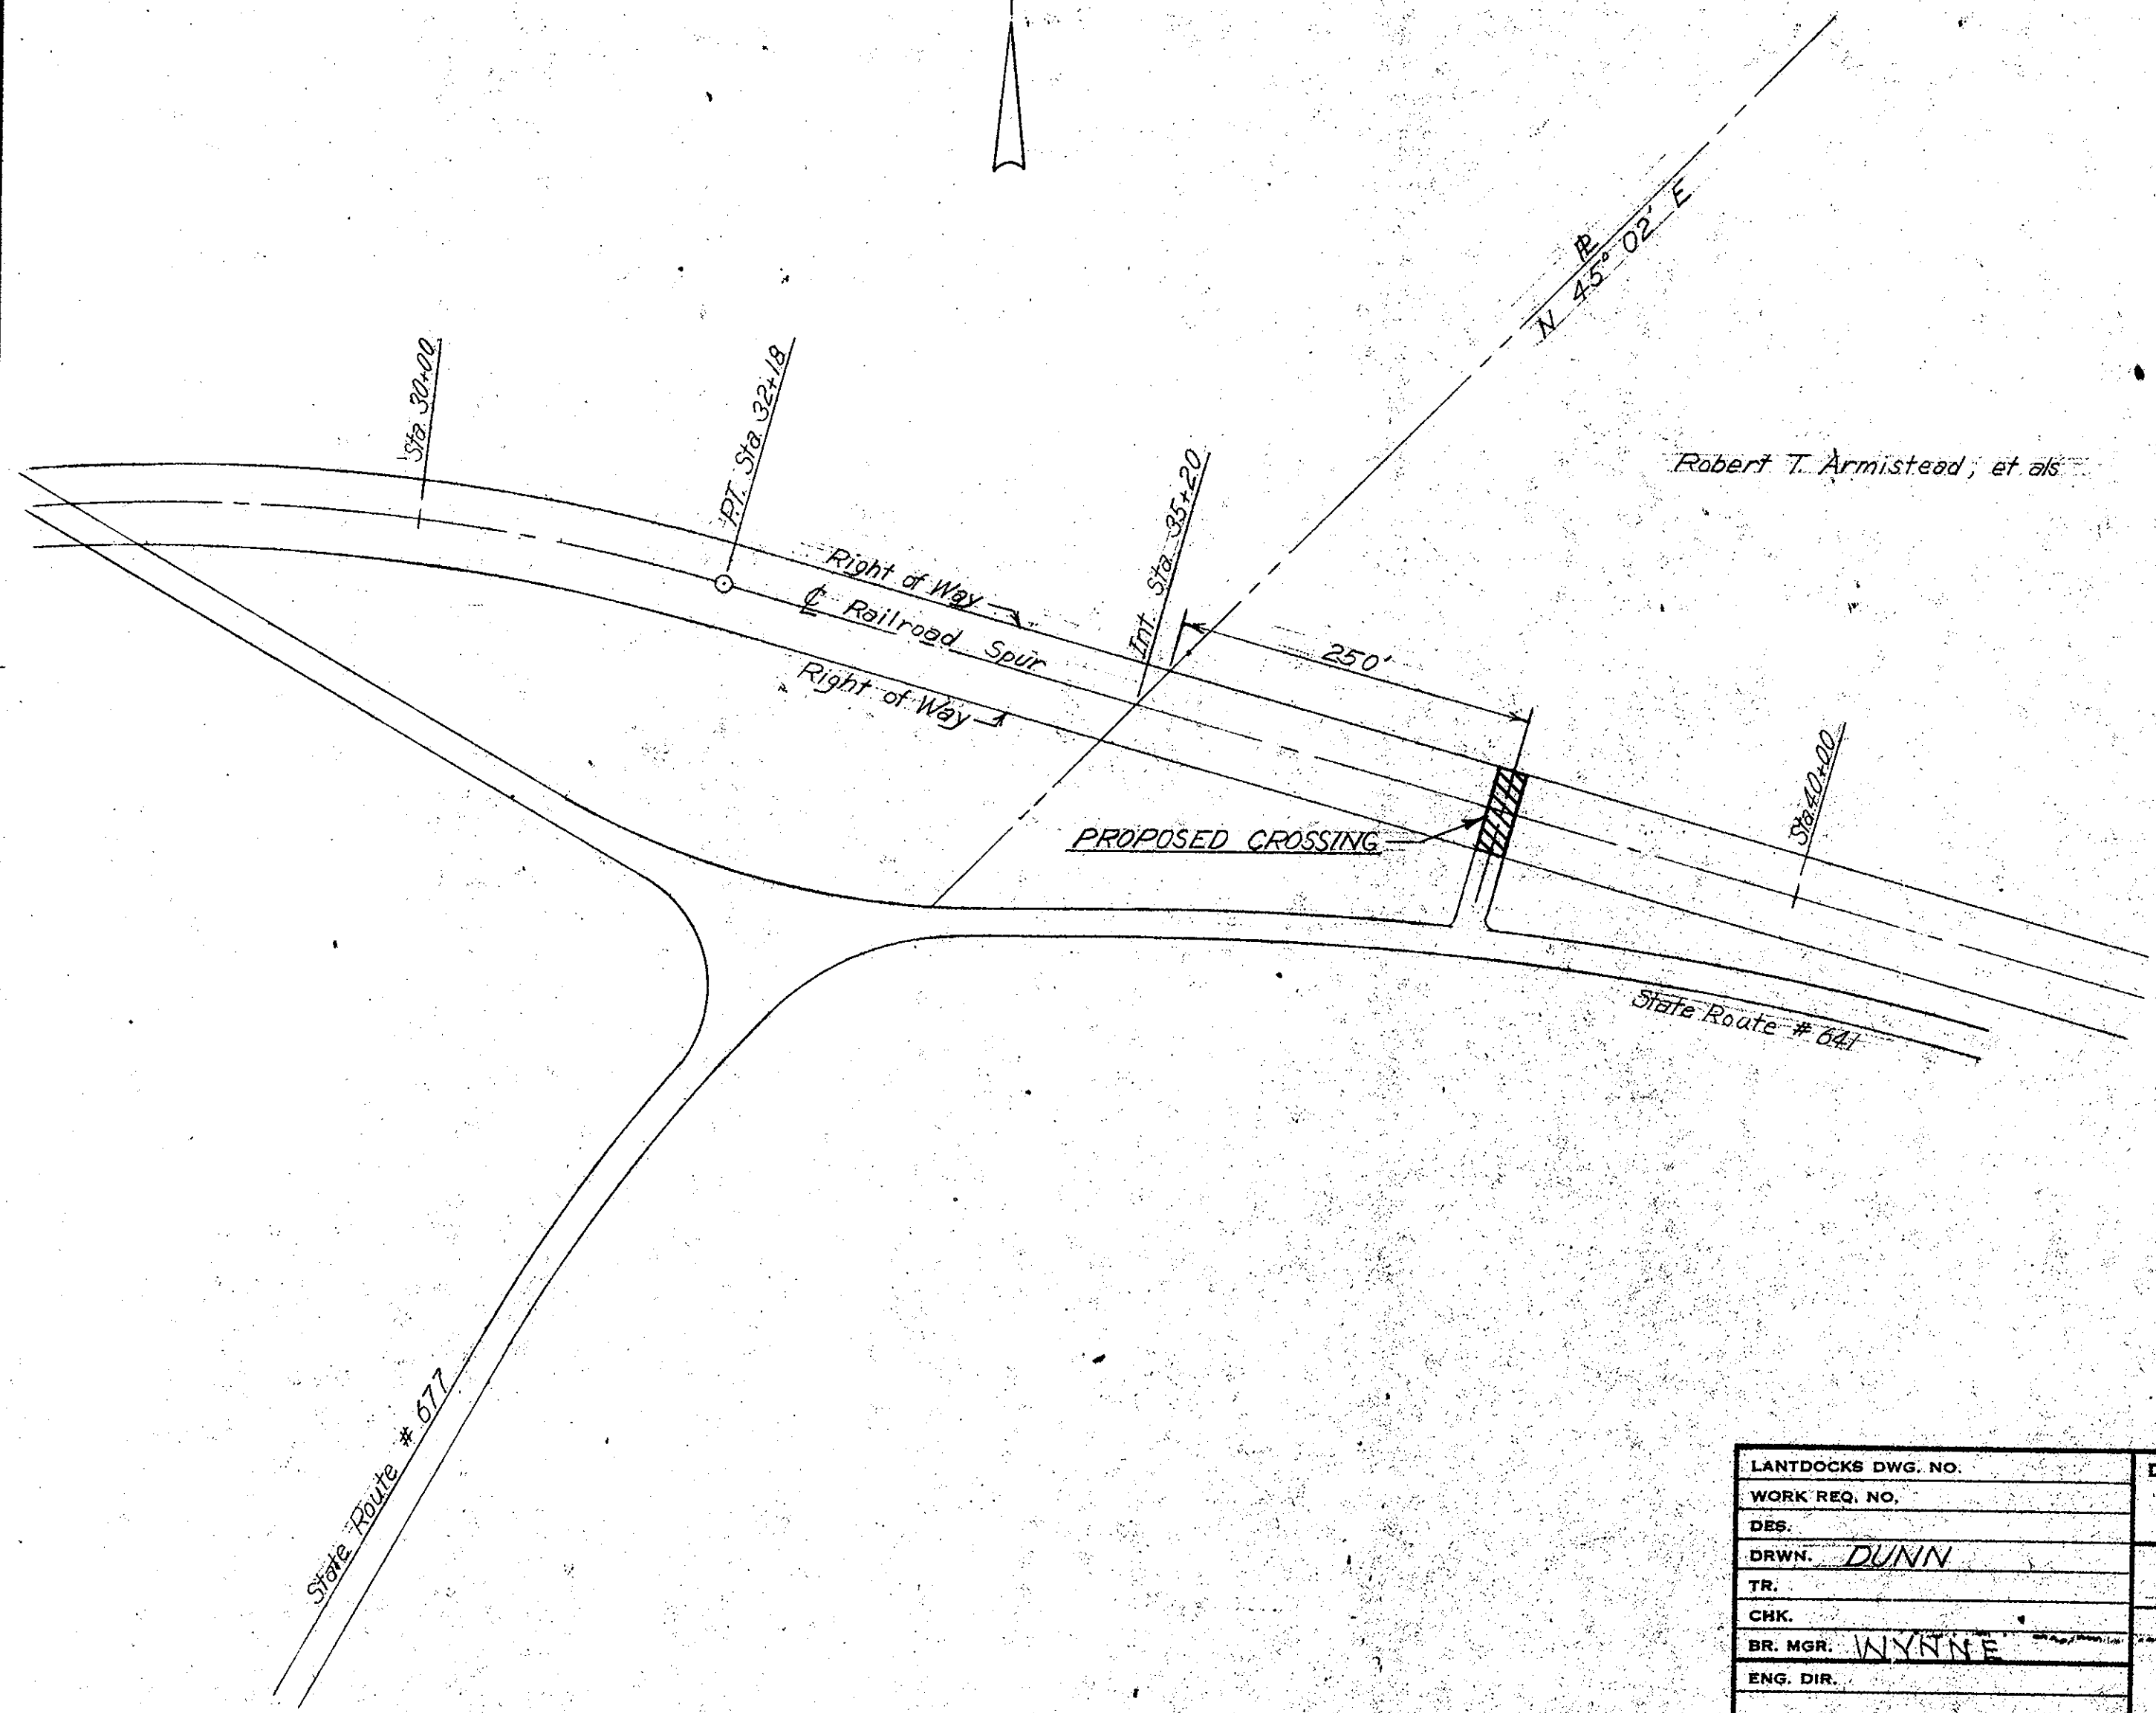 ℄ N 45° 02' E
Sta. 30+00
P.T. Sta. 32+18
Int. Sta. 35+20
Robert T. Armistead, et als
Right of Way
℄ Railroad Spur
Right of Way
250'
Sta. 40+00
PROPOSED CROSSING
State Route # 641
State Route # 677
LANTDOCKS DWG. NO.
WORK REQ. NO.
DES.
DRWN. DUNN
TR.
CHK.
BR. MGR. WYNNE
ENG. DIR.